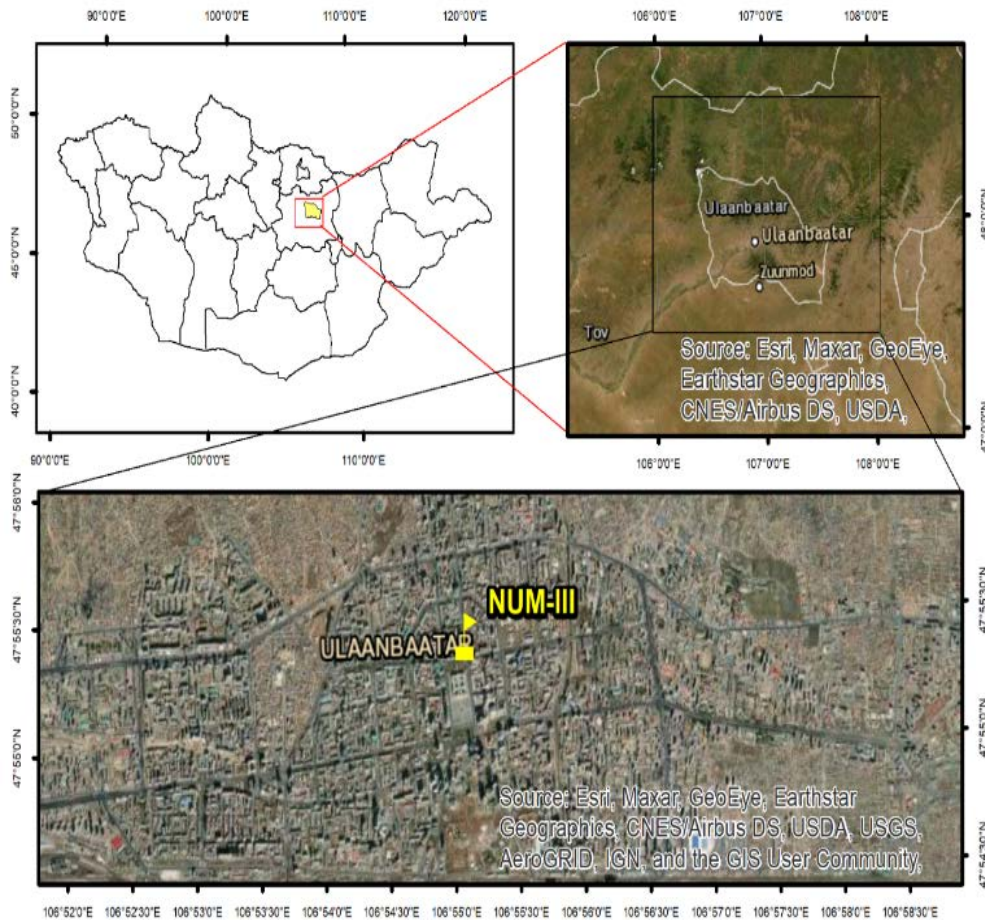 90°0'0"E 100°0'0"E 110°0'0"E 120°0'0"E
106°0'0"E 107°0'0"E 108°0'0"E
50°0'0"N
45°0'0"N
40°0'0"N
90°0'0"E 100°0'0"E 110°0'0"E
Ulaanbaatar
Ulaanbaatar
Zuunmod
Tov
Source: Esri, Maxar, GeoEye,
Earthstar Geographics,
CNES/Airbus DS, USDA,
48°0'0"N
47°0'0"N
106°0'0"E 107°0'0"E 108°0'0"E
47°56'0"N
47°55'30"N
47°55'0"N
NUM-III
ULAANBAATAR
Source: Esri, Maxar, GeoEye, Earthstar
Geographics, CNES/Airbus DS, USDA, USGS,
AeroGRID, IGN, and the GIS User Community,
47°55'30"N
47°55'0"N
47°54'30"N
106°52'0"E 106°52'30"E 106°53'0"E 106°53'30"E 106°54'0"E 106°54'30"E 106°55'0"E 106°55'30"E 106°56'0"E 106°56'30"E 106°57'0"E 106°57'30"E 106°58'0"E 106°58'30"E